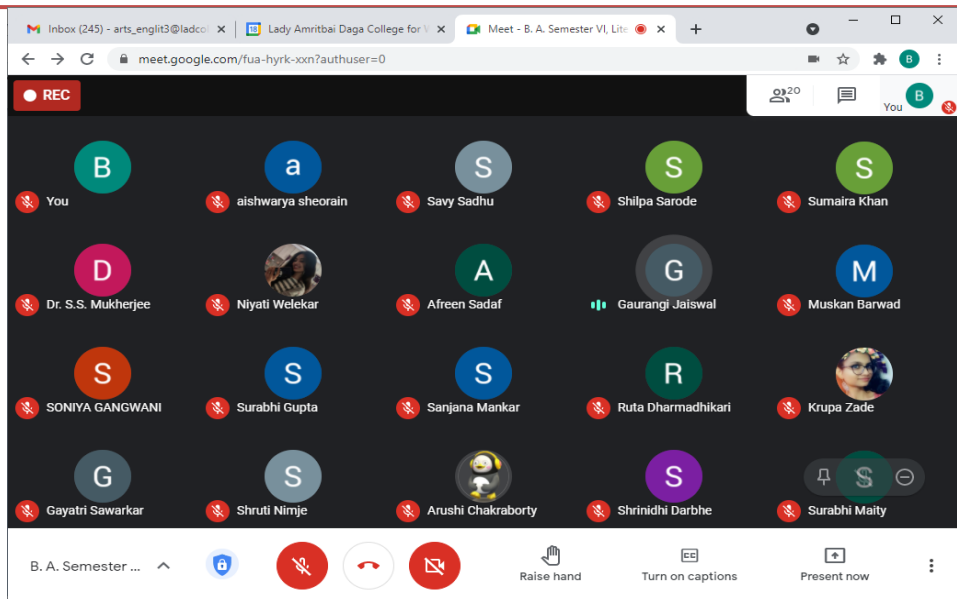 Inbox (245) - arts_englit3@ladcol
18 Lady Amritbai Daga College for W
Meet - B. A. Semester VI, Lite
meet.google.com/fua-hyrk-xxn?authuser=0
B
REC
20
You B
B a S S S
You aishwarya sheorain Savy Sadhu Shilpa Sarode Sumaira Khan
D A G M
Dr. S.S. Mukherjee Niyati Welekar Afreen Sadaf Gaurangi Jaiswal Muskan Barwad
S S S R
SONIYA GANGWANI Surabhi Gupta Sanjana Mankar Ruta Dharmadhikari Krupa Zade
G S S S
Gayatri Sawarkar Shruti Nimje Arushi Chakraborty Shrinidhi Darbhe Surabhi Maity
B. A. Semester ... Raise hand CC Turn on captions Present now